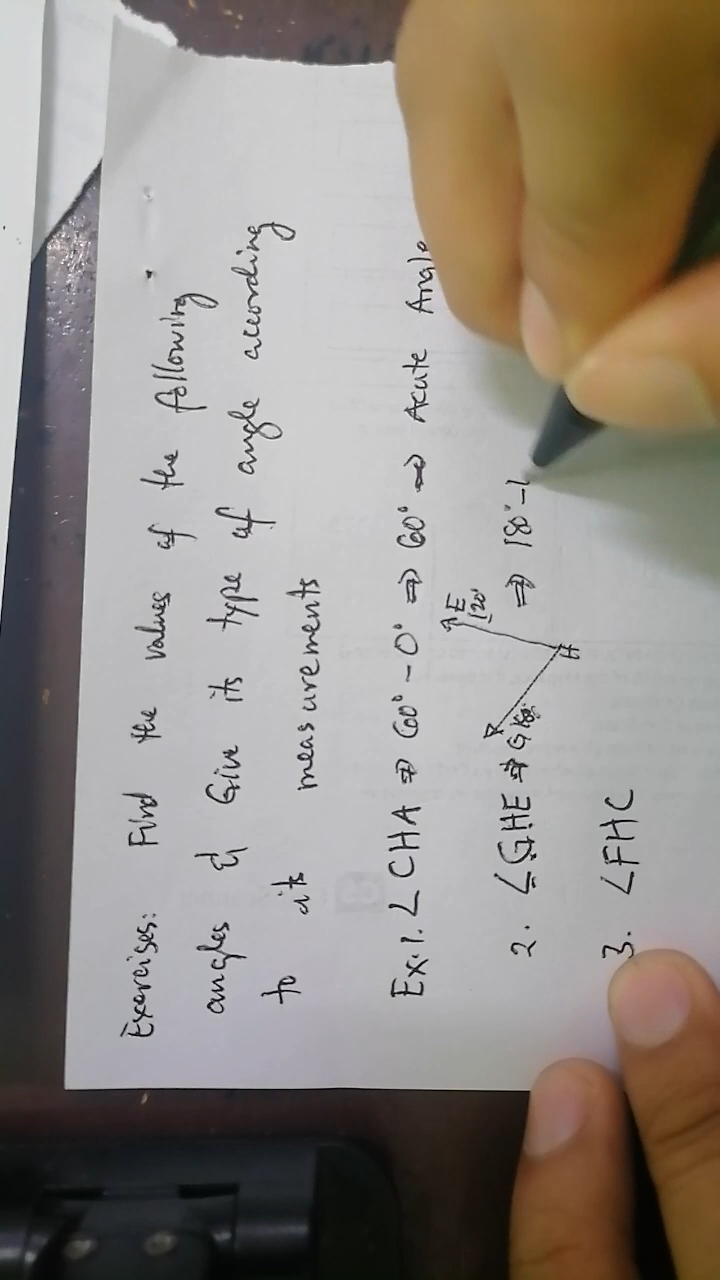 Exercises: Find the values of the following
angles & Give its type of angle according
to its measurements
Ex. 1. ∠CHA ⇒ 60° - 0° ⇒ 60° ⇒ Acute Angle
2. ∠GHE ⇒ G 180° H E 120° ⇒ 180° - 1
3. ∠FHC